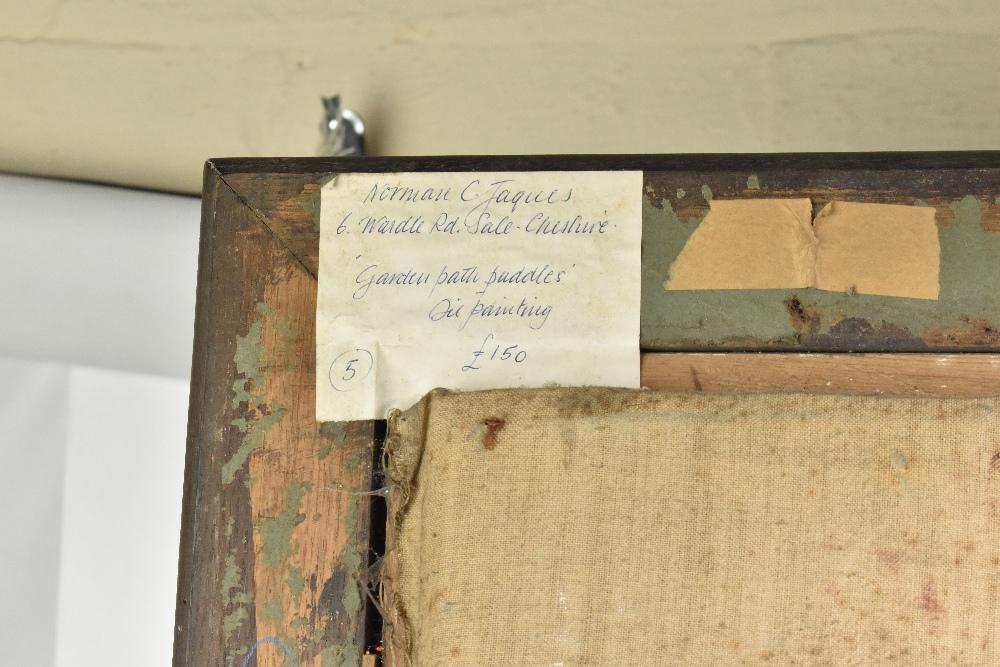 Norman C Jaques
6. Wardle Rd. Sale. Cheshire.
'Garden path puddles'
Oil painting
£150
5